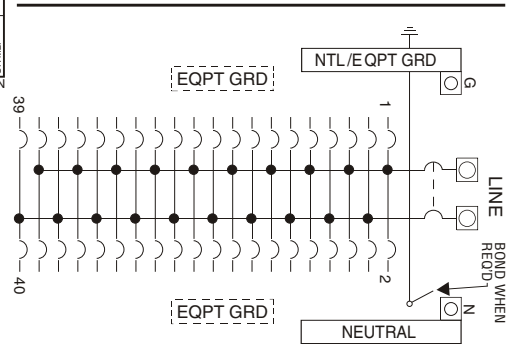 NTL/EQPT GRD
G
EQPT GRD
39
1
LINE
40
2
BOND WHEN
REQ'D
N
EQPT GRD
NEUTRAL